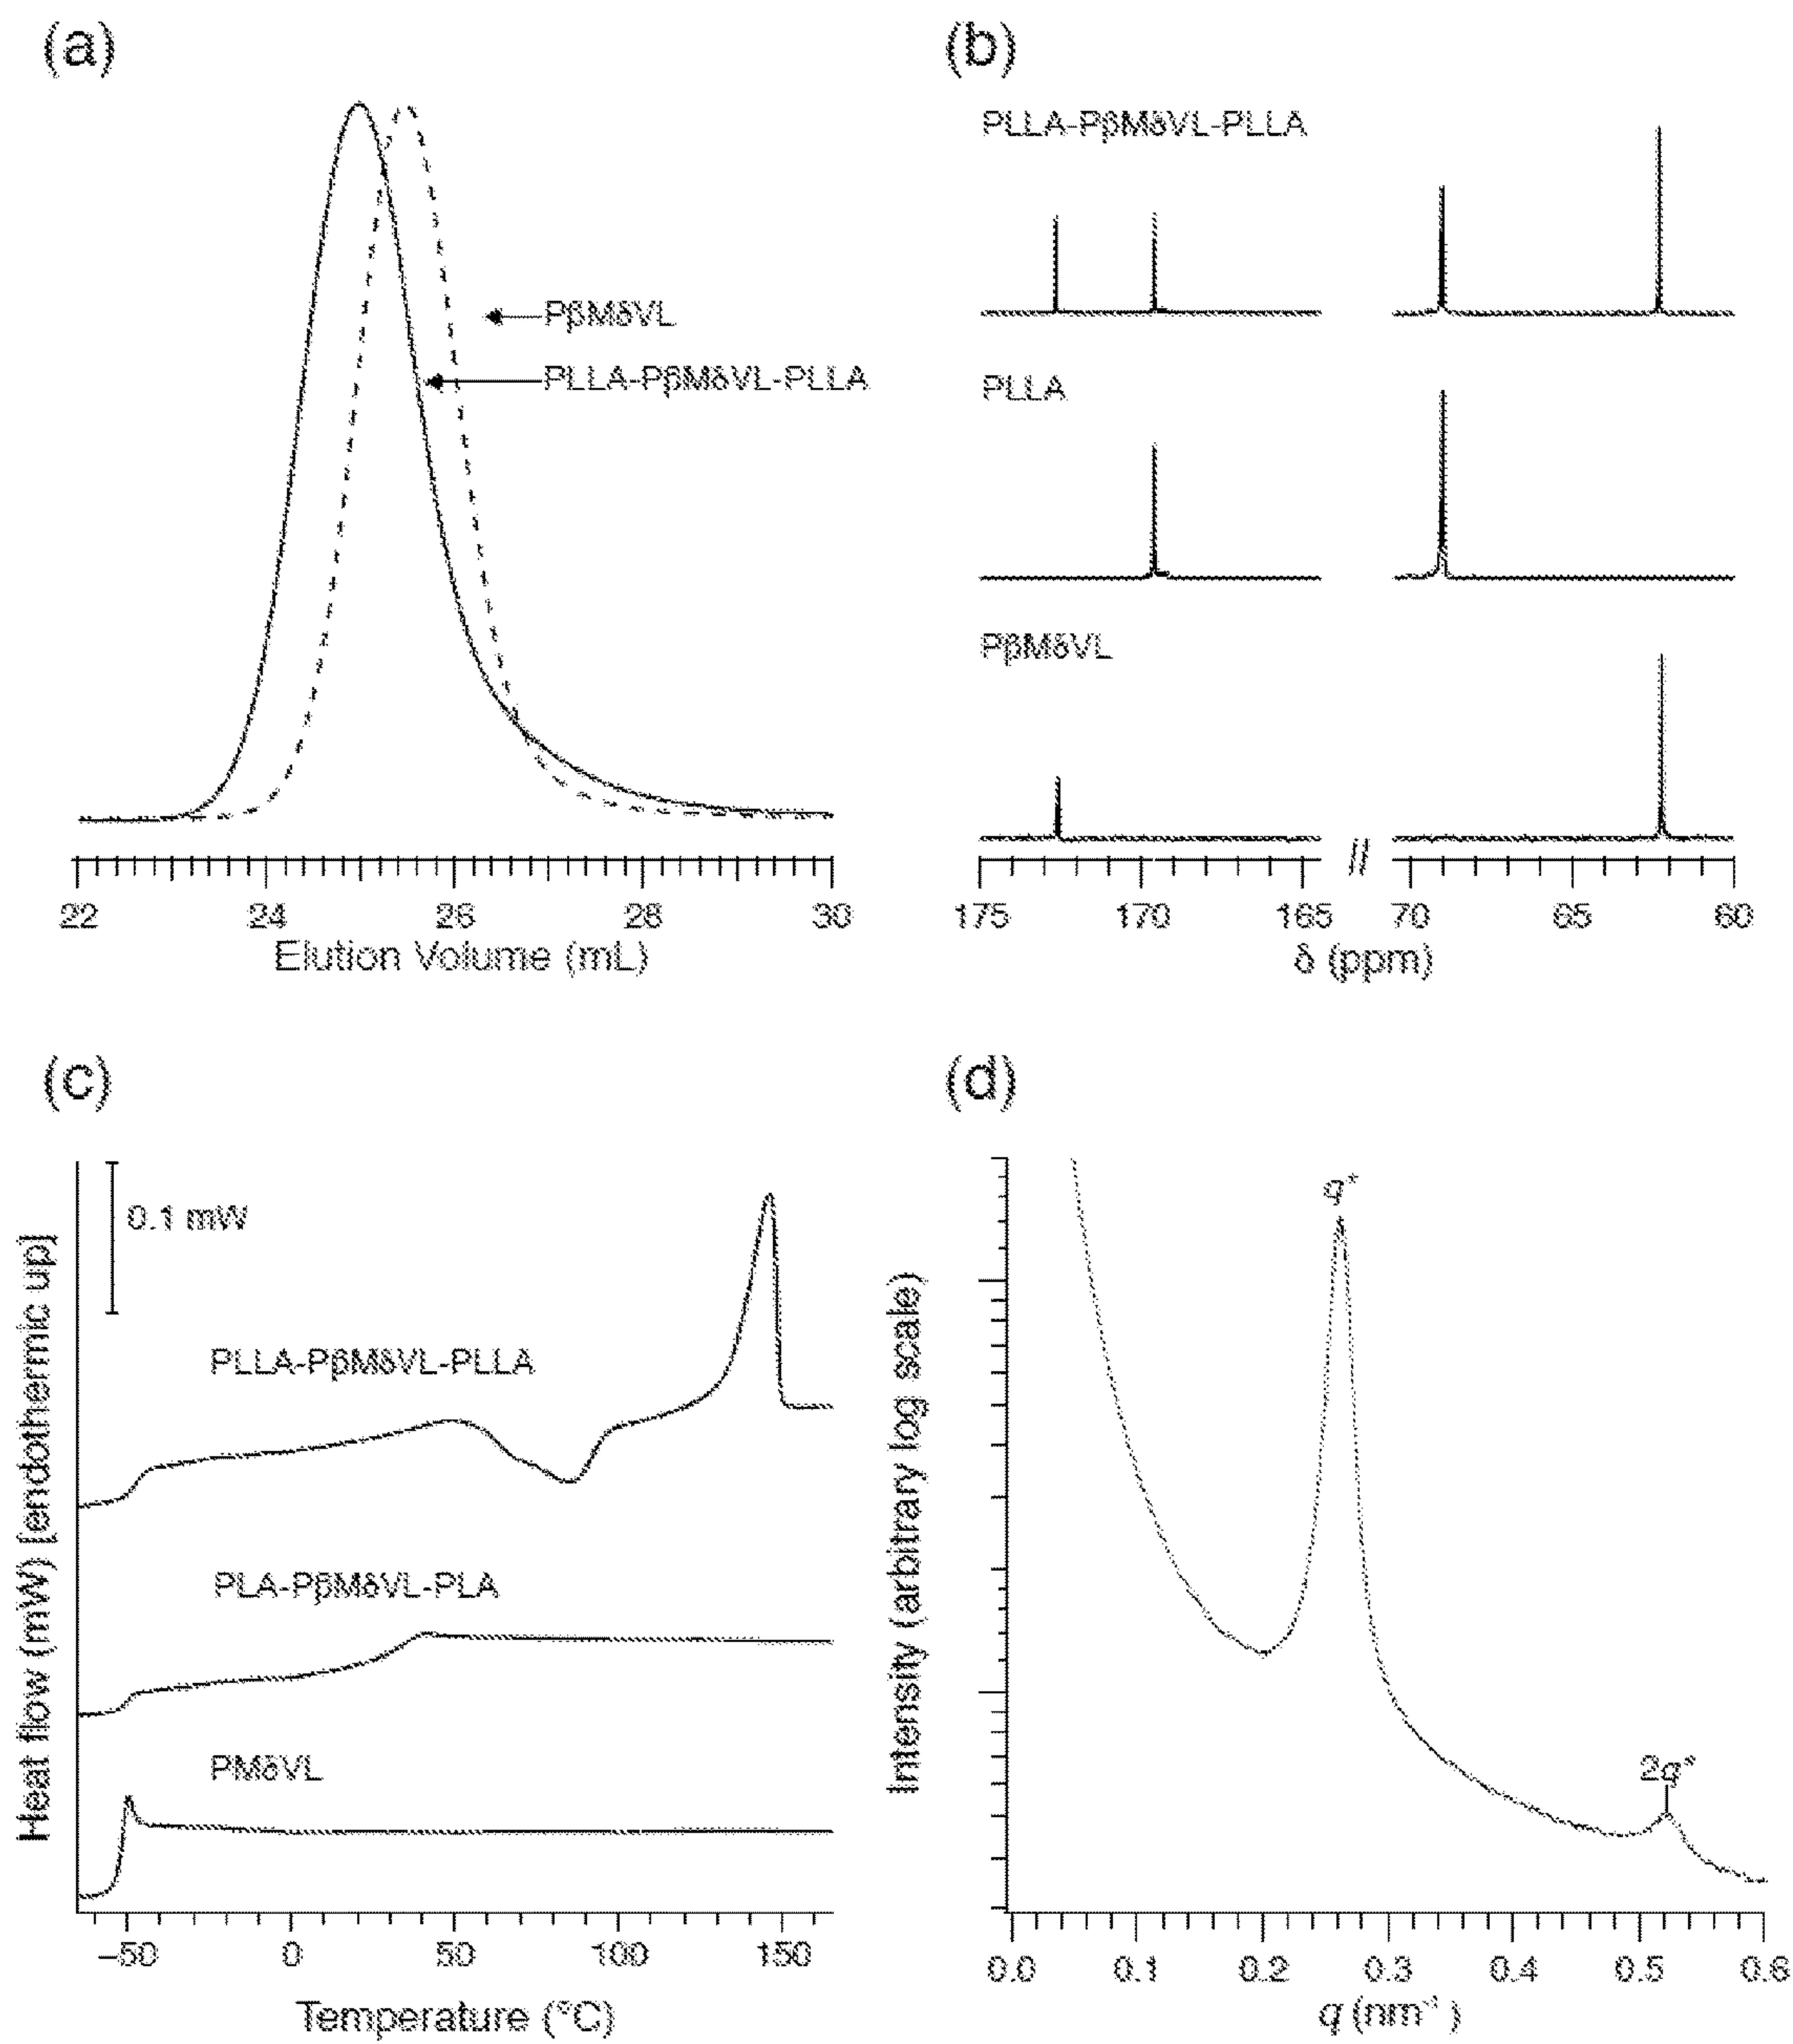 (a)
PβMδVL
PLLA-PβMδVL-PLLA
22 24 26 28 30
Elution Volume (mL)
(b)
PLLA-PβMδVL-PLLA
PLLA
PβMδVL
175 170 165 // 70 65 60
δ (ppm)
(c)
0.1 mW
PLLA-PβMδVL-PLLA
PLA-PβMδVL-PLA
PMδVL
Heat flow (mW) [endothermic up]
-50 0 50 100 150
Temperature (°C)
(d)
q*
2q*
Intensity (arbitrary log scale)
0.0 0.1 0.2 0.3 0.4 0.5 0.6
q (nm⁻¹)